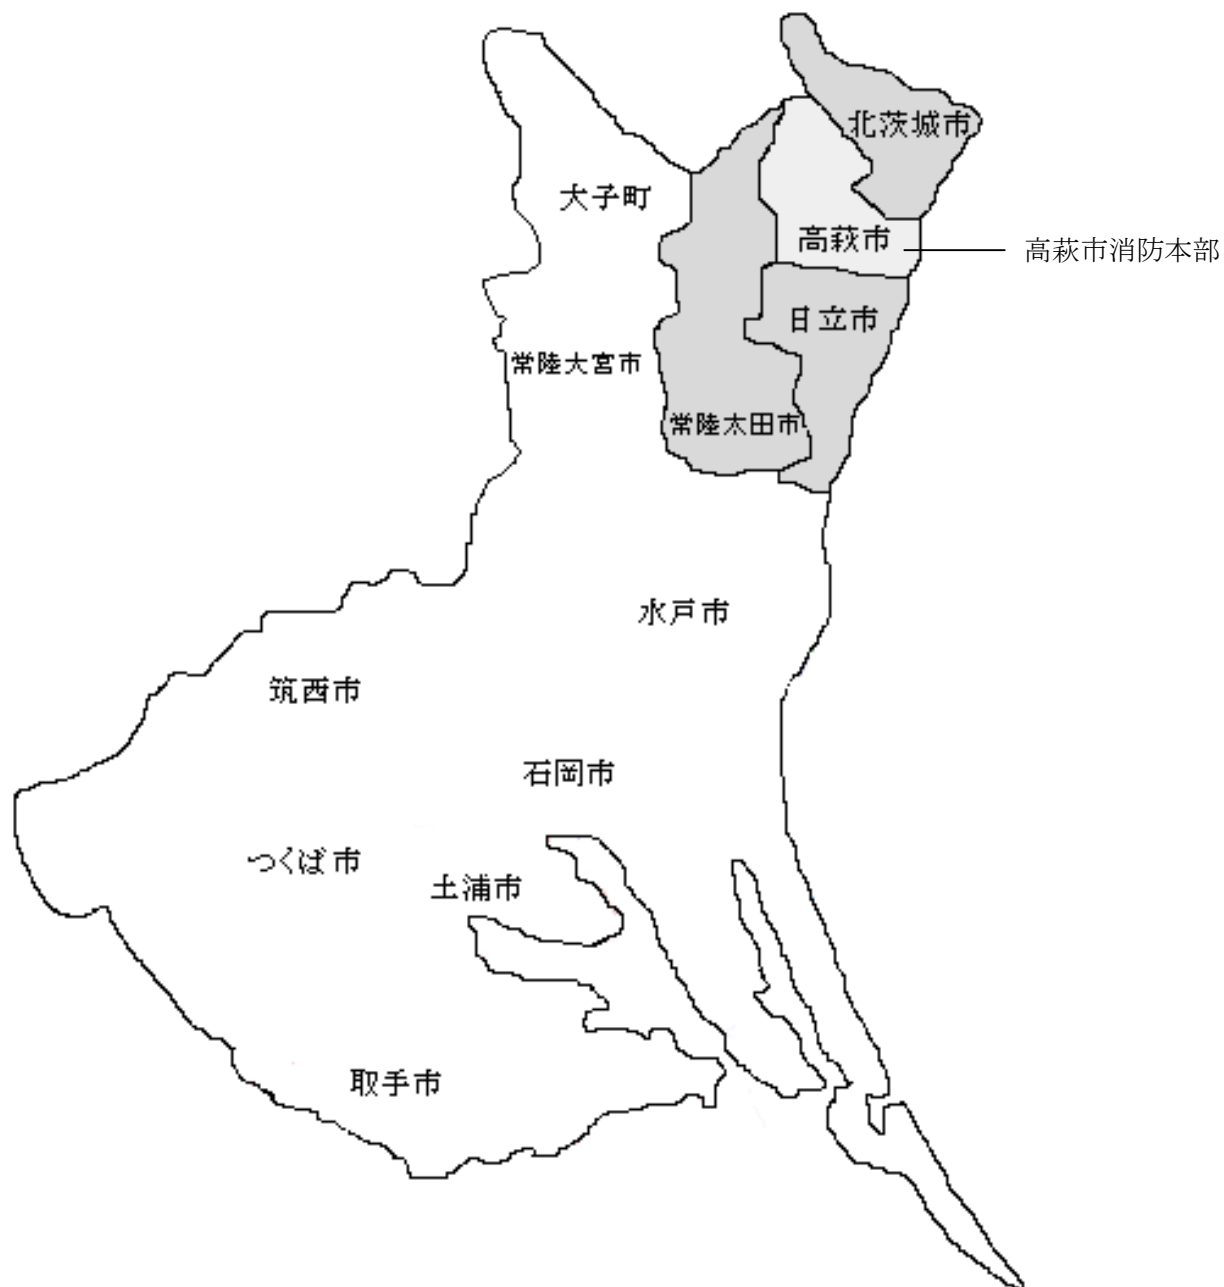 北茨城市
大子町
高萩市
高萩市消防本部
日立市
常陸大宮市
常陸太田市
水戸市
筑西市
石岡市
つくば市
土浦市
取手市